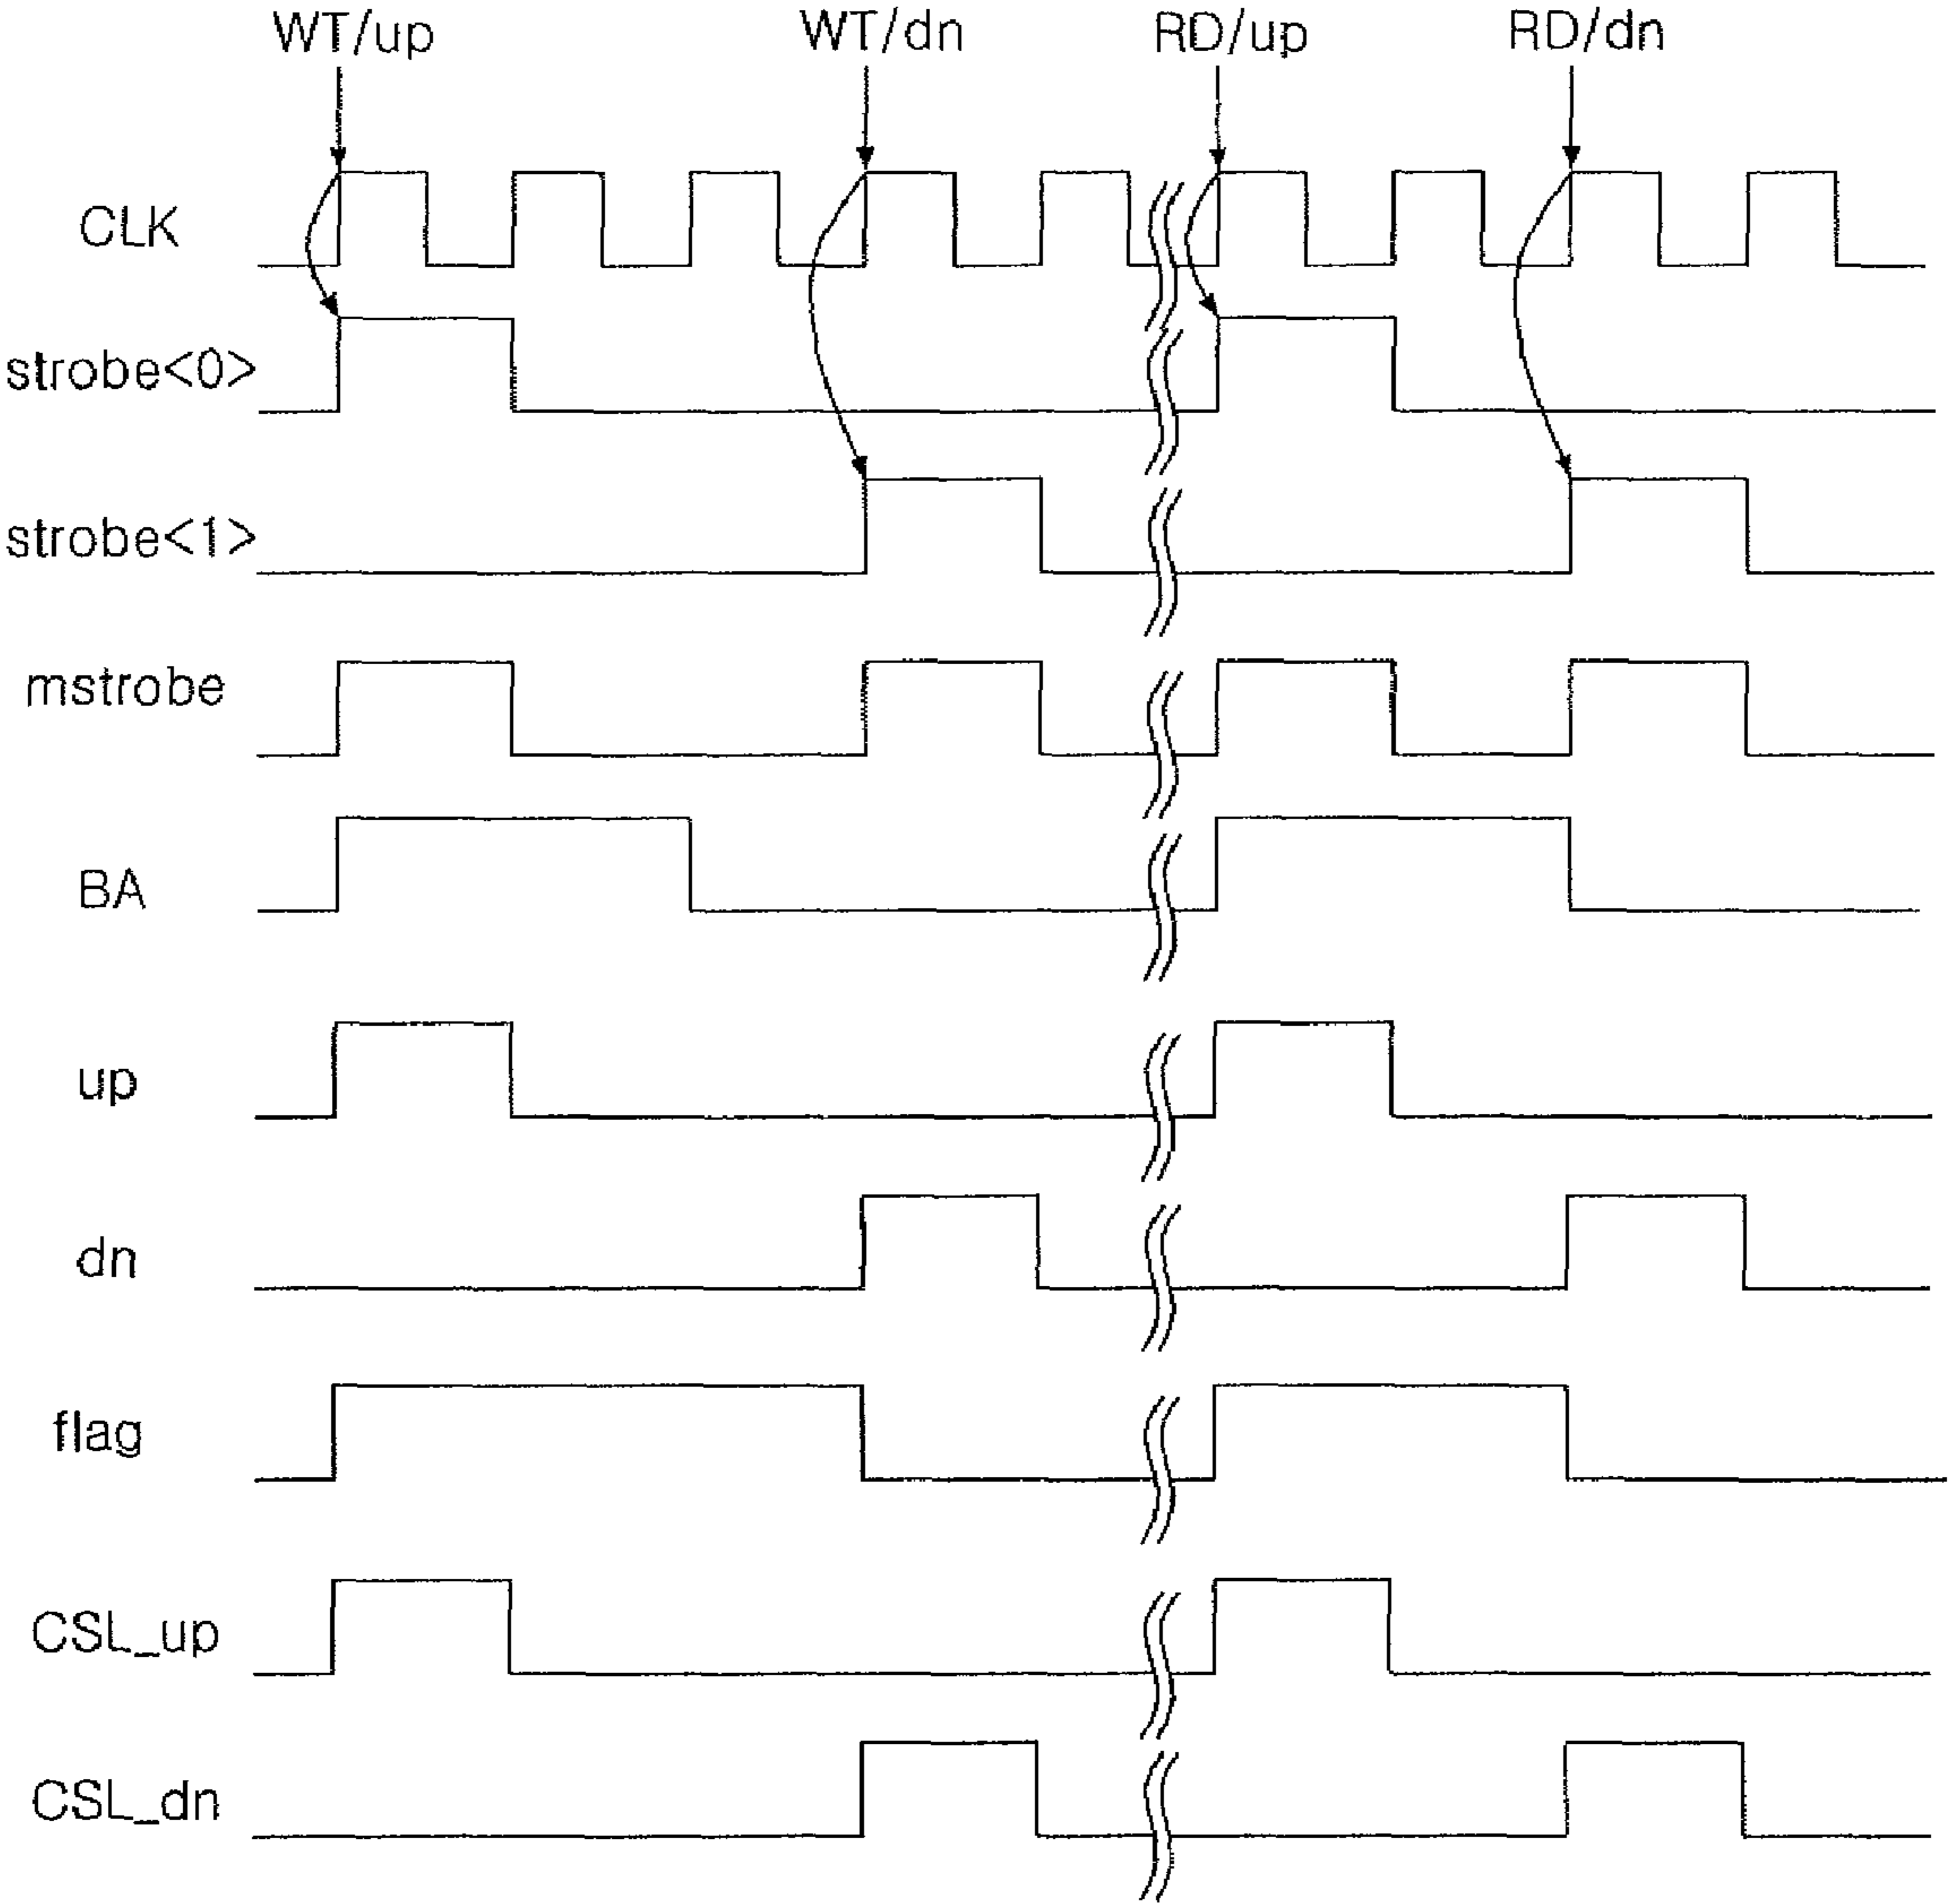 WT/up WT/dn RD/up RD/dn
CLK
strobe<0>
strobe<1>
mstrobe
BA
up
dn
flag
CSL_up
CSL_dn